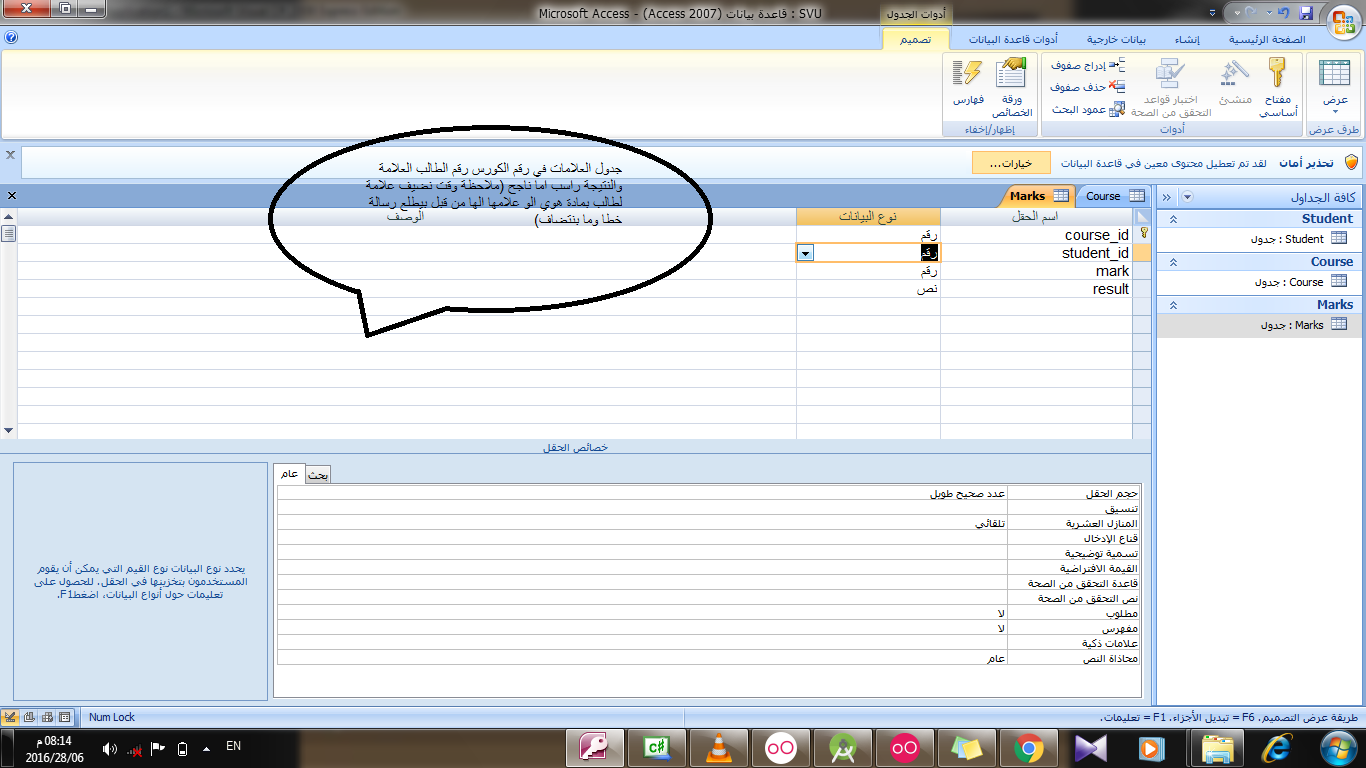 SVU : قاعدة بيانات (Access 2007) - Microsoft Access
أدوات الجدول
الصفحة الرئيسية
إنشاء
بيانات خارجية
أدوات قاعدة البيانات
تصميم
عرض
طرق عرض
مفتاح أساسي
منشئ
اختبار قواعد التحقق من الصحة
إدراج صفوف
حذف صفوف
عمود البحث
أدوات
ورقة الخصائص
فهارس
إظهار/إخفاء
تحذير أمان
لقد تم تعطيل محتوى معين في قاعدة البيانات
خيارات...
كافة الجداول
Student
Student : جدول
Course
Course : جدول
Marks
Marks : جدول
Course
Marks
اسم الحقل
نوع البيانات
الوصف
course_id
رقم
student_id
رقم
mark
رقم
result
نص
جدول العلامات في رقم الكورس رقم الطالب العلامة
والنتيجة راسب اما ناجح (ملاحظة وقت نضيف علامة
لطالب بمادة هوي الو علامها الها من قبل بيطلع رسالة
خطا وما بنتضاف)
خصائص الحقل
عام
بحث
حجم الحقل
عدد صحيح طويل
تنسيق
المنازل العشرية
تلقائي
قناع الإدخال
تسمية توضيحية
القيمة الافتراضية
قاعدة التحقق من الصحة
نص التحقق من الصحة
مطلوب
لا
مفهرس
لا
علامات ذكية
محاذاة النص
عام
يحدد نوع البيانات نوع القيم التي يمكن أن يقوم
المستخدمون بتخزينها في الحقل. للحصول على
تعليمات حول أنواع البيانات، اضغطF1.
طريقة عرض التصميم. F6 = تبديل الأجزاء. F1 = تعليمات.
Num Lock
EN
08:14 م
2016/28/06